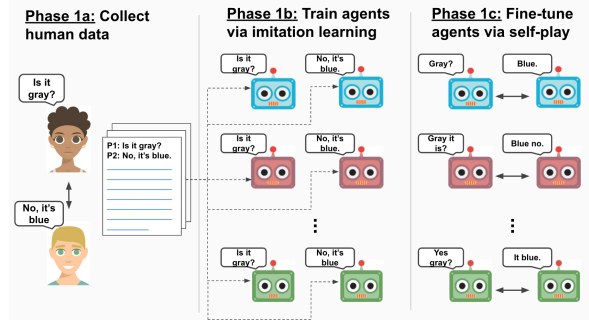 Phase 1a: Collect
human data
Is it
gray?
No, it's
blue
P1: Is it gray?
P2: No, it's blue.
Phase 1b: Train agents
via imitation learning
Is it
gray?
No, it's
blue.
Is it
gray?
No, it's
blue.
Is it
gray?
No, it's
blue
Phase 1c: Fine-tune
agents via self-play
Gray?
Blue.
Gray it
is?
Blue no.
Yes
gray?
It blue.